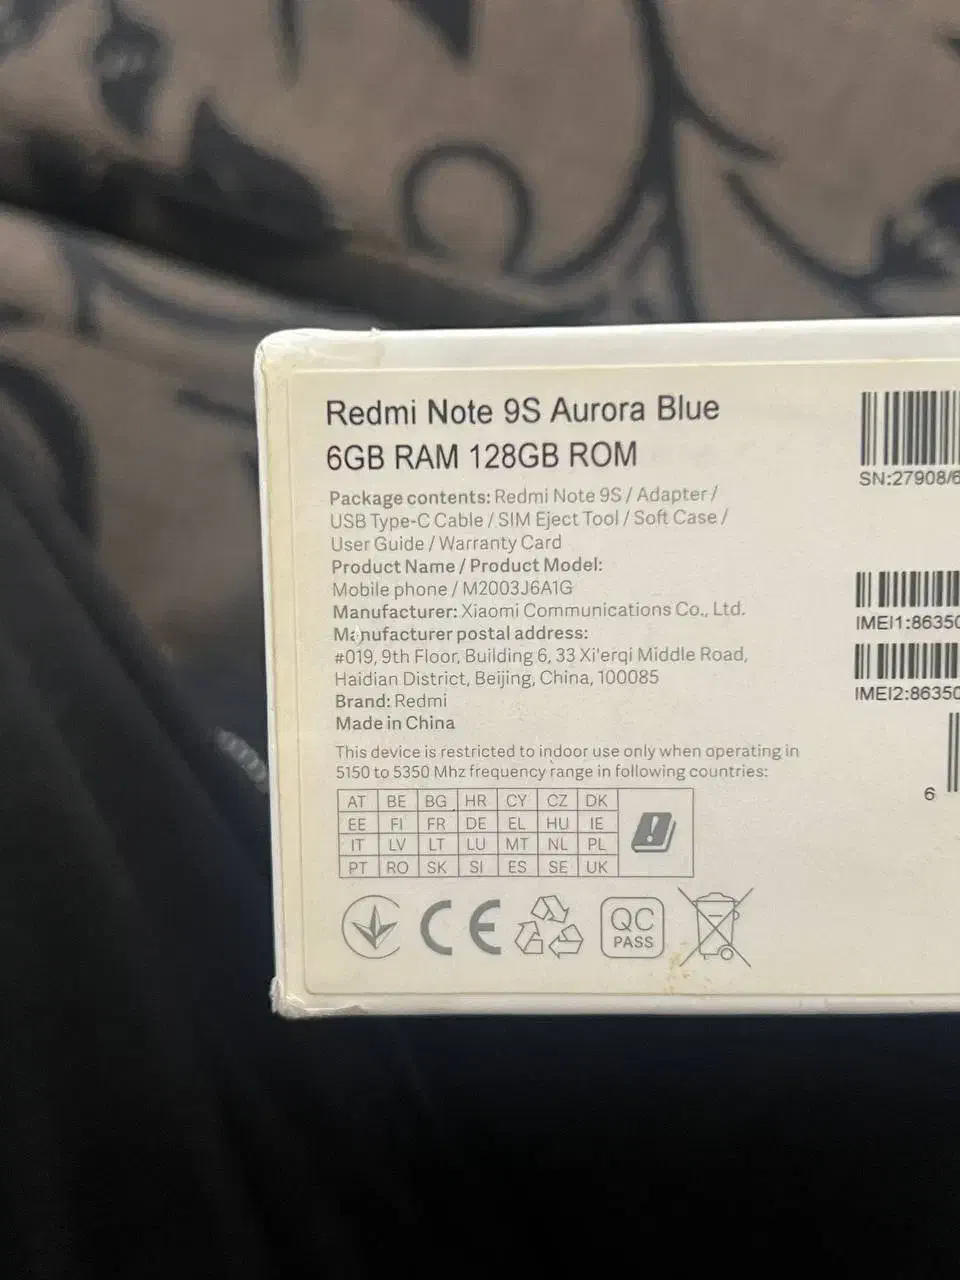 Redmi Note 9S Aurora Blue
6GB RAM 128GB ROM
Package contents: Redmi Note 9S / Adapter /
USB Type-C Cable / SIM Eject Tool / Soft Case /
User Guide / Warranty Card
Product Name / Product Model:
Mobile phone / M2003J6A1G
Manufacturer: Xiaomi Communications Co., Ltd.
Manufacturer postal address:
#019, 9th Floor, Building 6, 33 Xi'erqi Middle Road,
Haidian District, Beijing, China, 100085
Brand: Redmi
Made in China
This device is restricted to indoor use only when operating in
5150 to 5350 Mhz frequency range in following countries:
AT BE BG HR CY CZ DK
EE FI FR DE EL HU IE
IT LV LT LU MT NL PL
PT RO SK SI ES SE UK
CE
QC
PASS
SN:27908/6
IMEI1:86350
IMEI2:86350
6